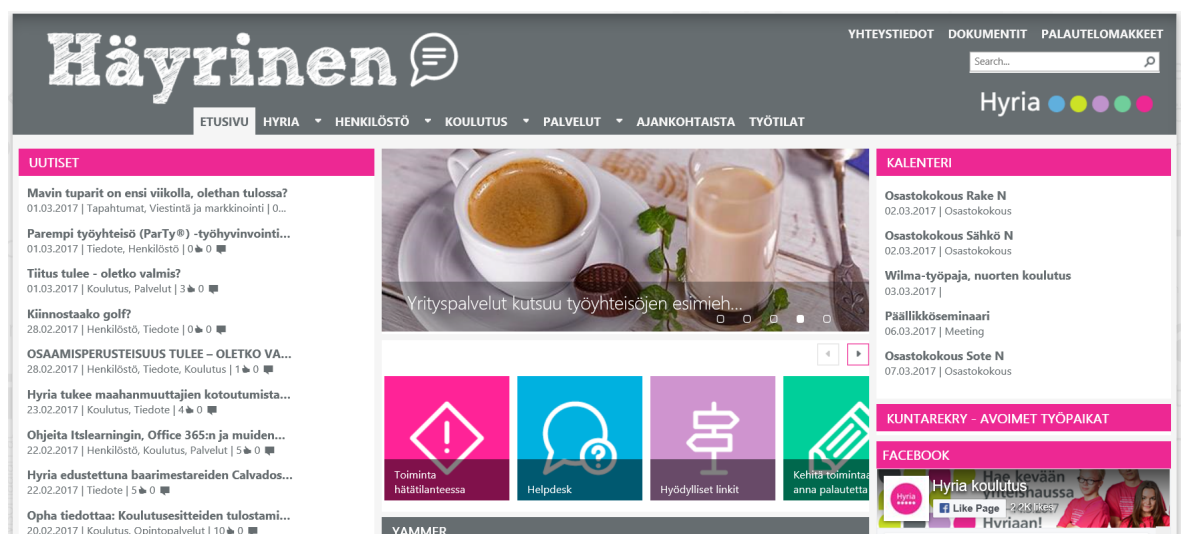 Häyrinen
YHTEYSTIEDOT DOKUMENTIT PALAUTELOMAKKEET
Search...
Hyria
ETUSIVU HYRIA HENKILÖSTÖ KOULUTUS PALVELUT AJANKOHTAISTA TYÖTILAT
UUTISET
Mavin tuparit on ensi viikolla, olethan tulossa?
01.03.2017 | Tapahtumat, Viestintä ja markkinointi | 0...
Parempi työyhteisö (ParTy®) -työhyvinvointi...
01.03.2017 | Tiedote, Henkilöstö | 0 0
Tiitus tulee - oletko valmis?
01.03.2017 | Koulutus, Palvelut | 3 0
Kiinnostaako golf?
28.02.2017 | Henkilöstö, Tiedote | 0 0
OSAAMISPERUSTEISUUS TULEE – OLETKO VA...
28.02.2017 | Henkilöstö, Tiedote, Koulutus | 1 0
Hyria tukee maahanmuuttajien kotoutumista...
23.02.2017 | Koulutus, Tiedote | 4 0
Ohjeita Itslearningin, Office 365:n ja muiden...
22.02.2017 | Henkilöstö, Koulutus, Palvelut | 5 0
Hyria edustettuna baarimestareiden Calvados...
22.02.2017 | Tiedote | 5 0
Opha tiedottaa: Koulutusesitteiden tulostami...
20.02.2017 | Koulutus, Opintopalvelut | 10 0
Yrityspalvelut kutsuu työyhteisöjen esimieh...
Toiminta
hätätilanteessa
Helpdesk
Hyödylliset linkit
Kehitä toimintaa
anna palautetta
YAMMER
KALENTERI
Osastokokous Rake N
02.03.2017 | Osastokokous
Osastokokous Sähkö N
02.03.2017 | Osastokokous
Wilma-työpaja, nuorten koulutus
03.03.2017 |
Päällikköseminaari
06.03.2017 | Meeting
Osastokokous Sote N
07.03.2017 | Osastokokous
KUNTAREKRY - AVOIMET TYÖPAIKAT
FACEBOOK
Hae kevään
yhteishaussa
Hyriaan!
Hyria
Hyria koulutus
Like Page
2.2K likes